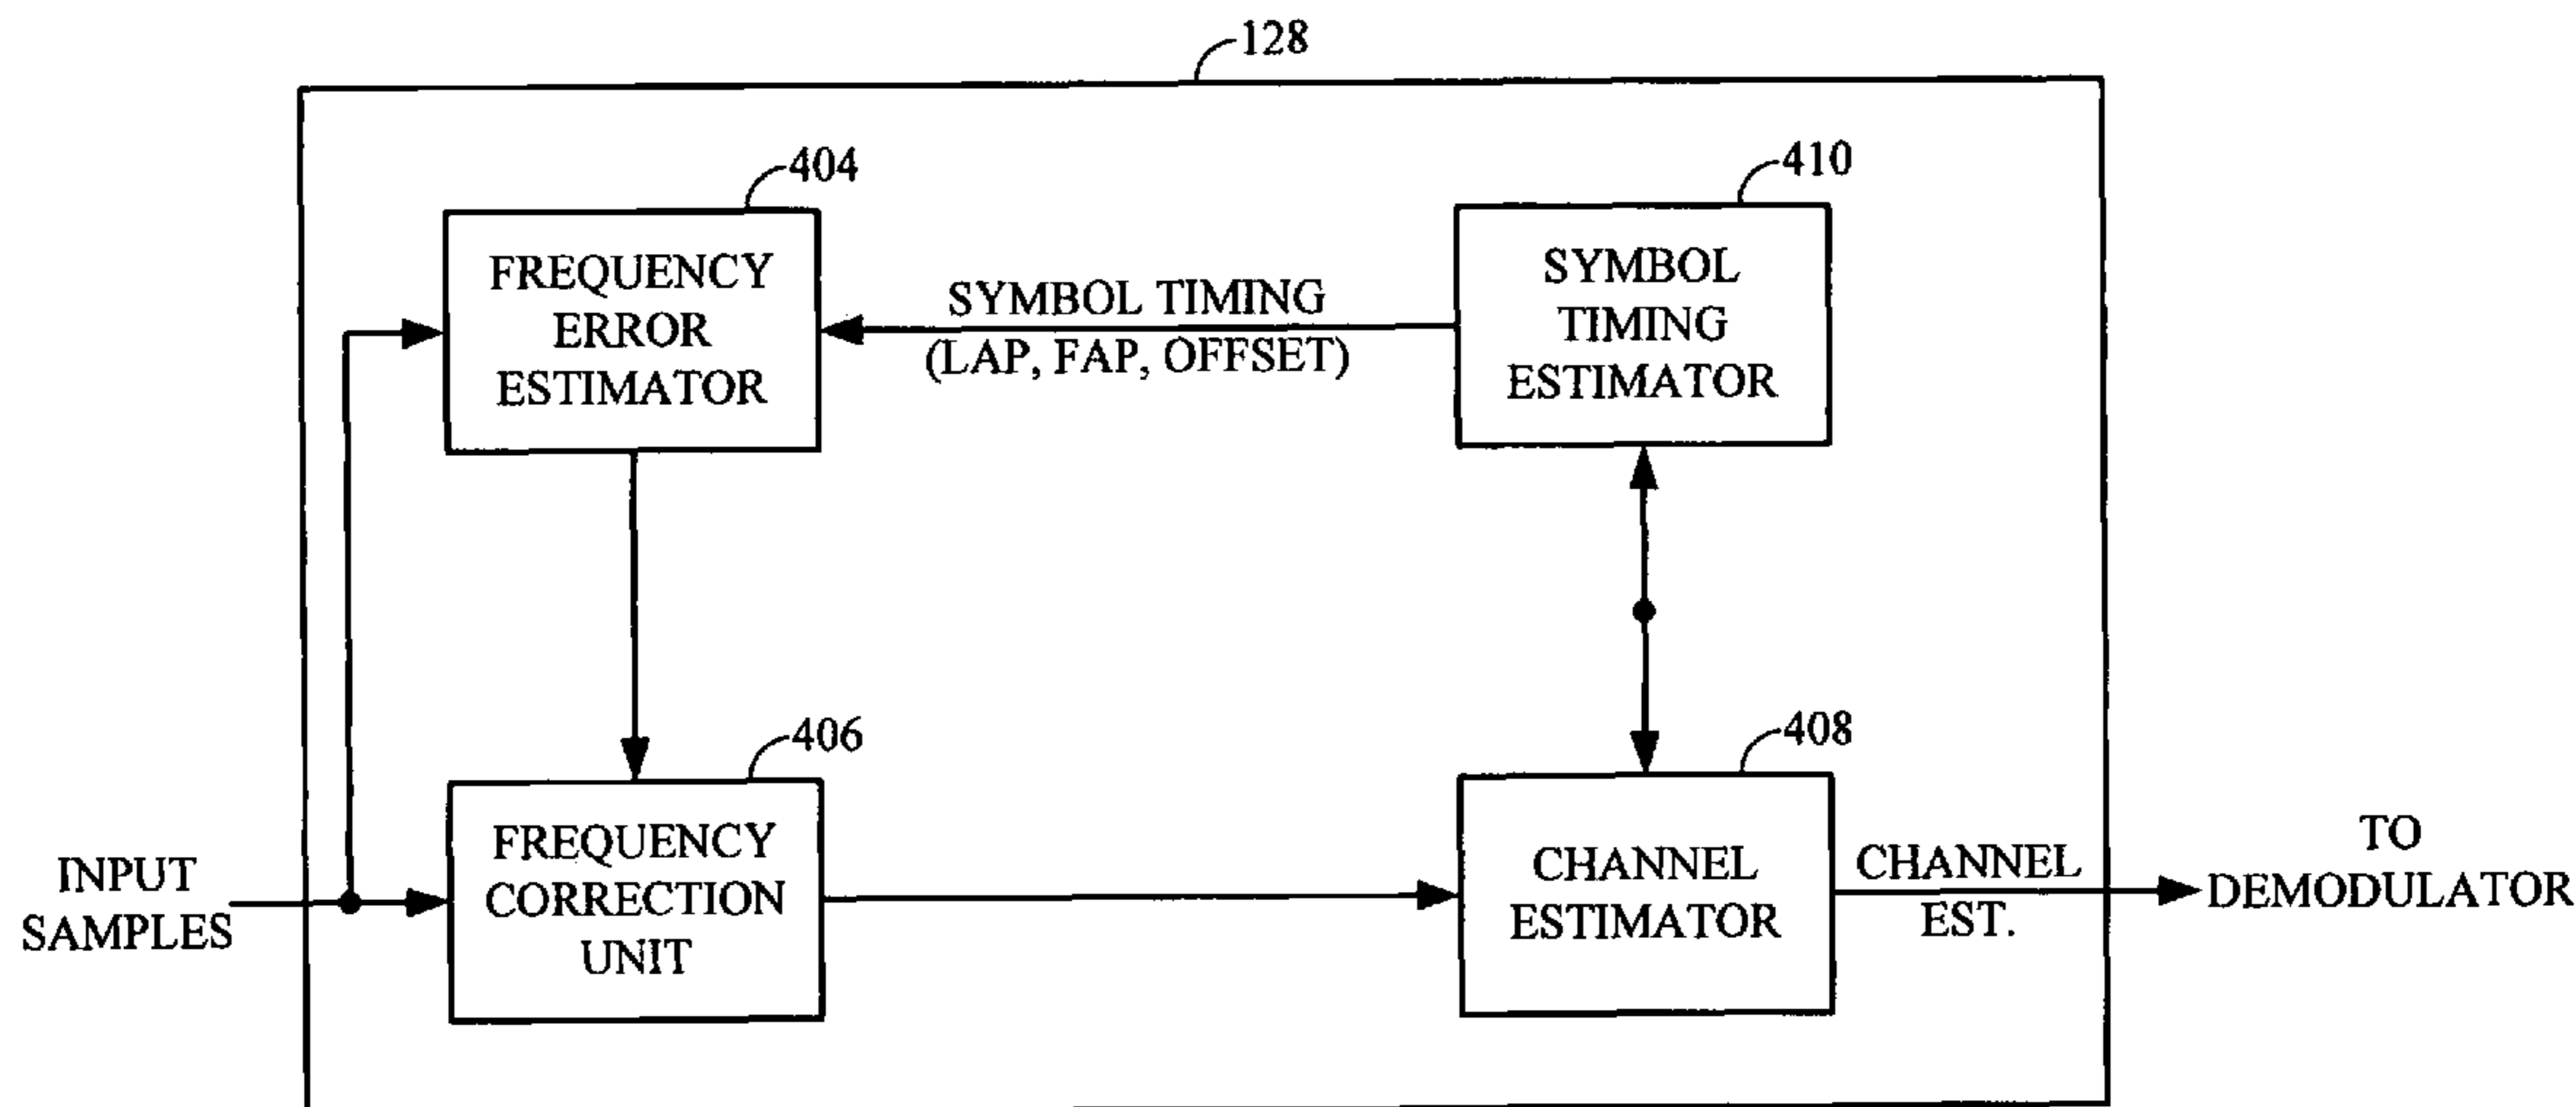 128
404
FREQUENCY
ERROR
ESTIMATOR
SYMBOL TIMING
(LAP, FAP, OFFSET)
410
SYMBOL
TIMING
ESTIMATOR
406
FREQUENCY
CORRECTION
UNIT
408
CHANNEL
ESTIMATOR
INPUT
SAMPLES
CHANNEL
EST.
TO
DEMODULATOR